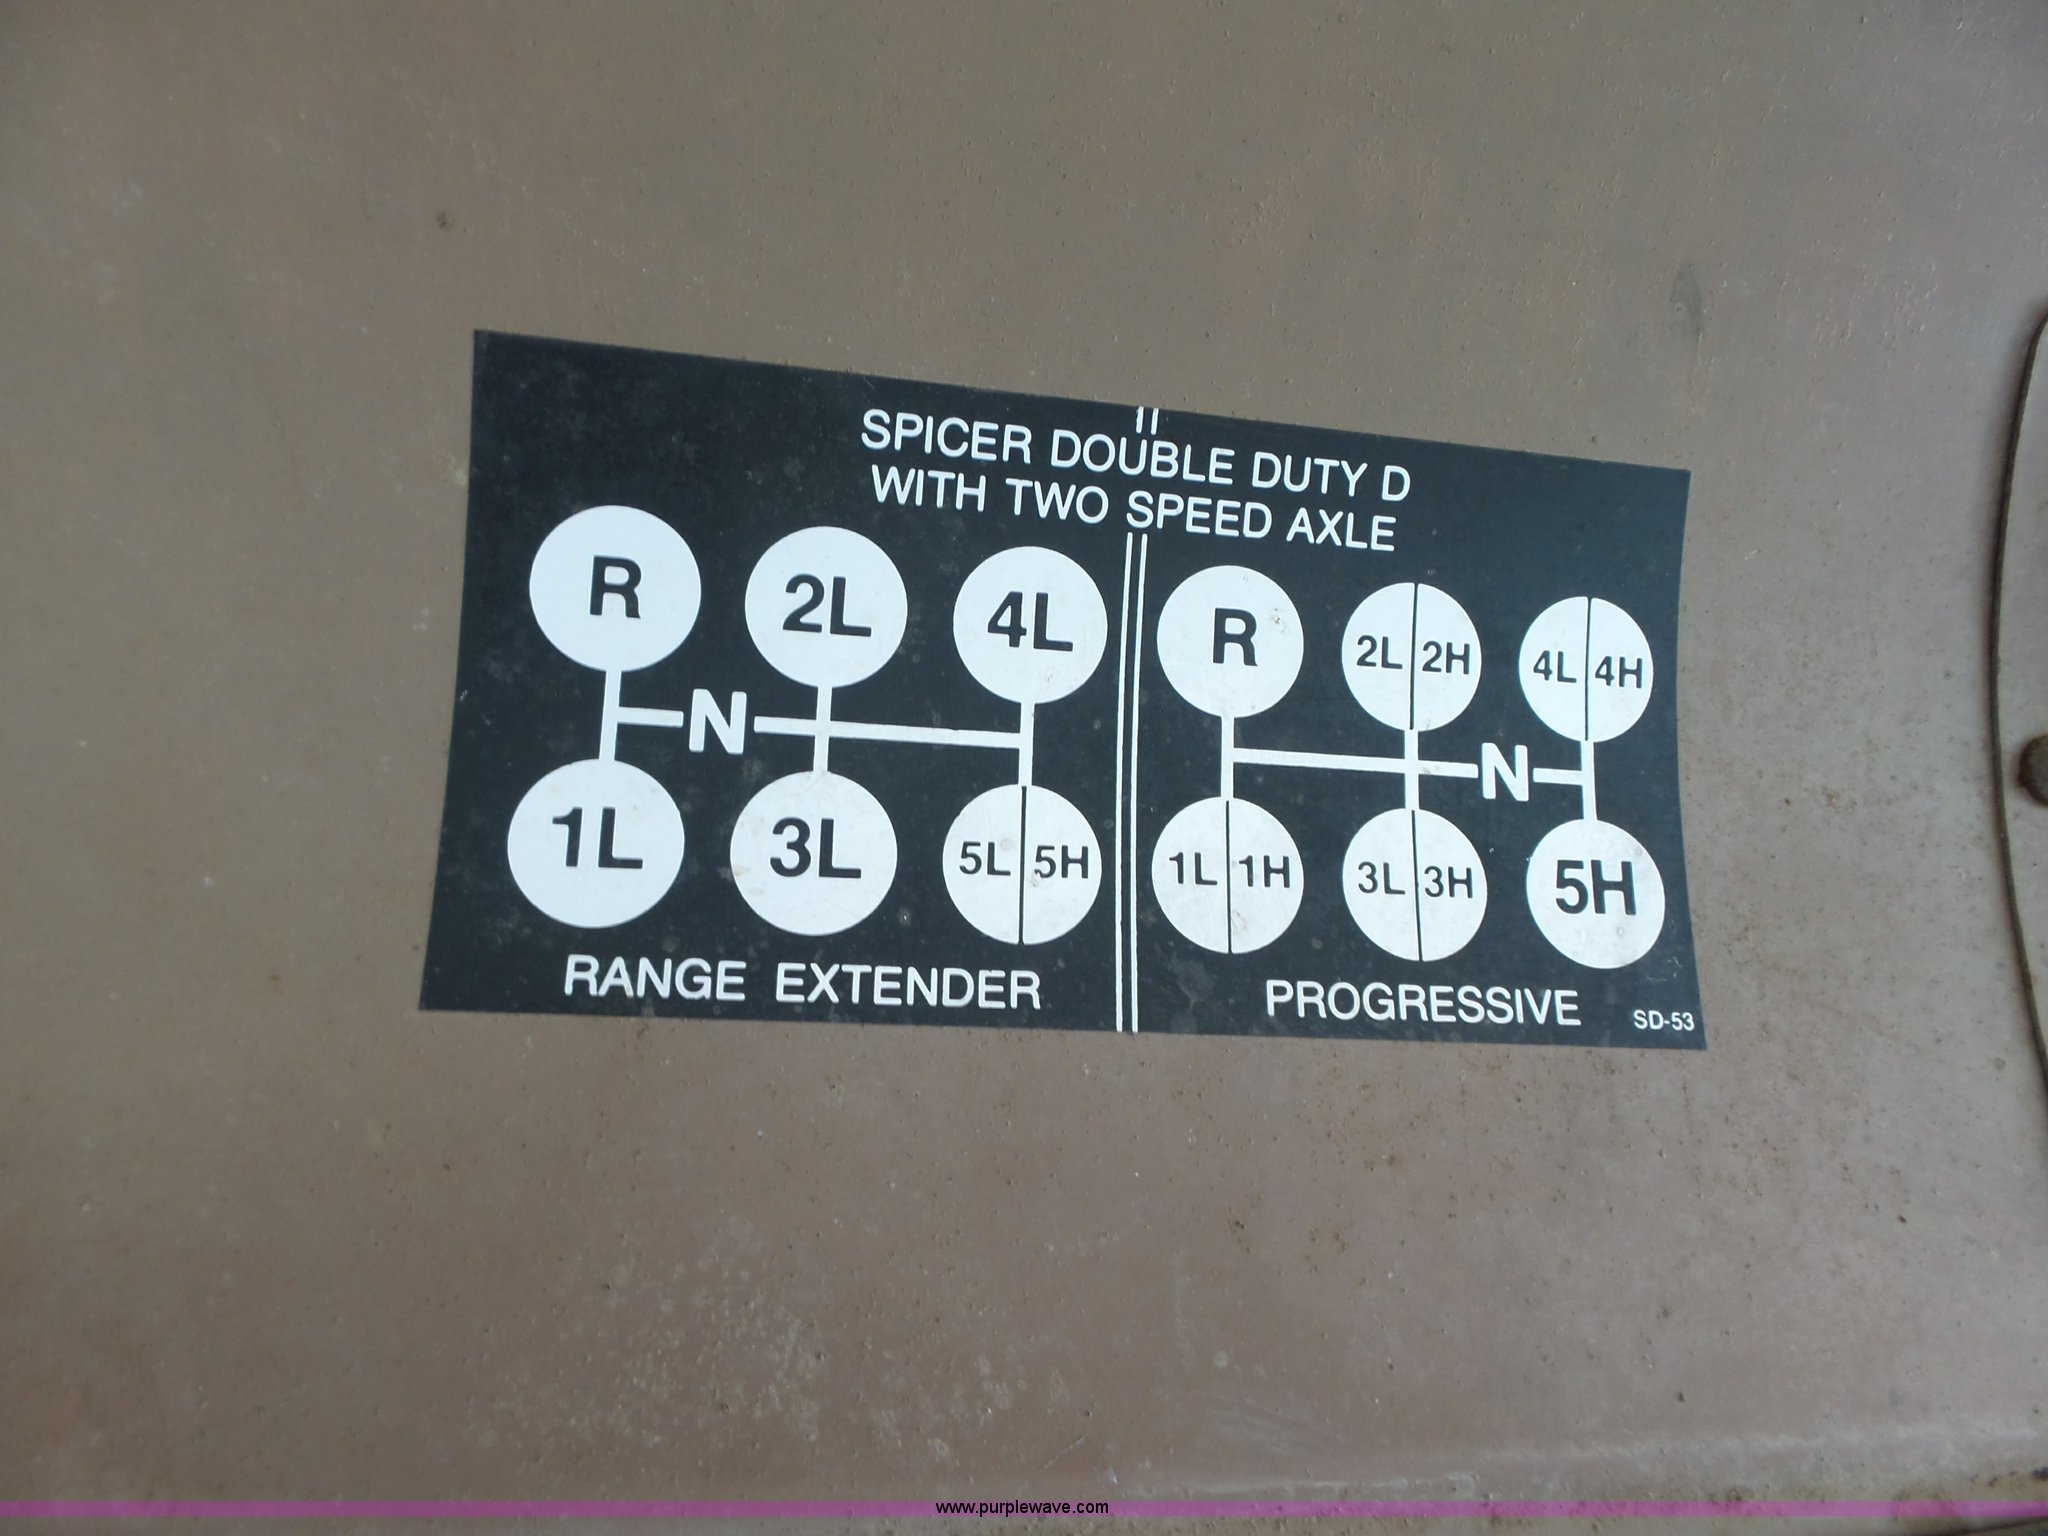 SPICER DOUBLE DUTY D
WITH TWO SPEED AXLE
R 2L 4L
N
1L 3L 5L 5H
RANGE EXTENDER
R 2L 2H 4L 4H
N
1L 1H 3L 3H 5H
PROGRESSIVE
SD-53
www.purplewave.com